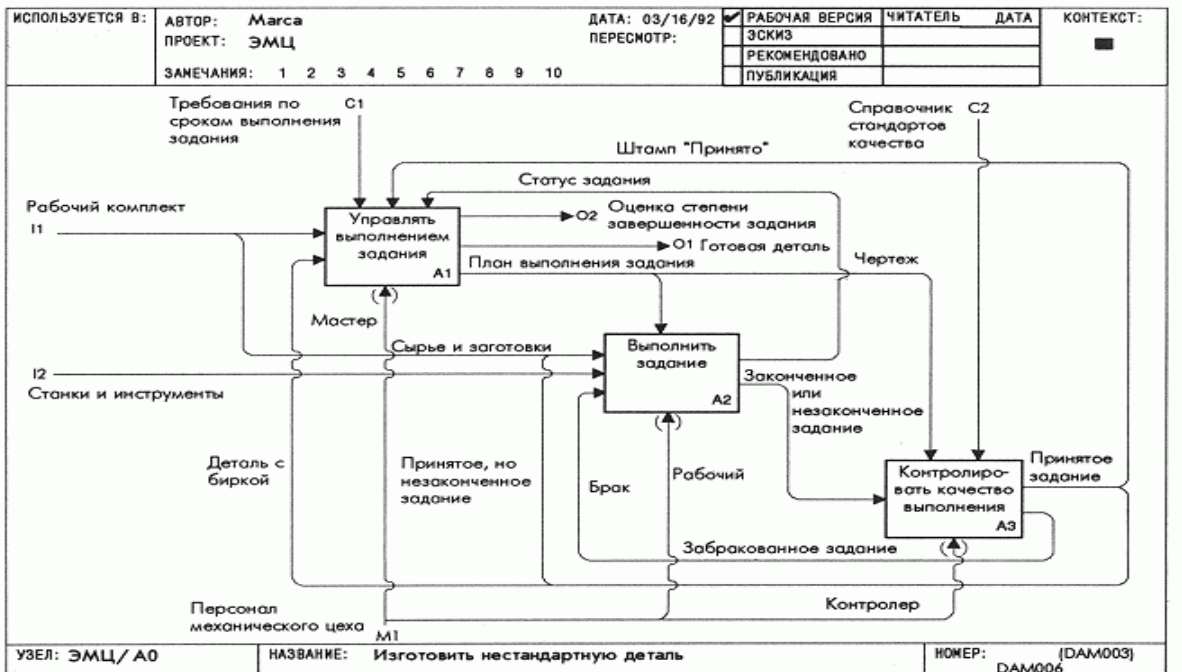 ИСПОЛЬЗУЕТСЯ В:
АВТОР: Marca
ДАТА: 03/16/92
РАБОЧАЯ ВЕРСИЯ
ЧИТАТЕЛЬ ДАТА
КОНТЕКСТ:
ПРОЕКТ: ЭМЦ
ПЕРЕСМОТР:
ЭСКИЗ
РЕКОМЕНДОВАНО
ЗАМЕЧАНИЯ: 1 2 3 4 5 6 7 8 9 10
ПУБЛИКАЦИЯ
Требования по
срокам выполнения
задания
C1
Справочник
стандартов
качества
C2
Штамп "Принято"
Статус задания
Рабочий комплект
I1
Управлять
выполнением
задания
A1
O2
Оценка степени
завершенности задания
O1 Готовая деталь
План выполнения задания
Чертеж
Мастер
Сырье и заготовки
Выполнить
задание
A2
I2
Станки и инструменты
Законченное
или
незаконченное
задание
Деталь с
биркой
Принятое, но
незаконченное
задание
Брак
Рабочий
Контролиро-
вать качество
выполнения
A3
Принятое
задание
Забракованное задание
Персонал
механического цеха
M1
Контролер
УЗЕЛ: ЭМЦ/A0
НАЗВАНИЕ: Изготовить нестандартную деталь
НОМЕР: (DAM003)
DAM006